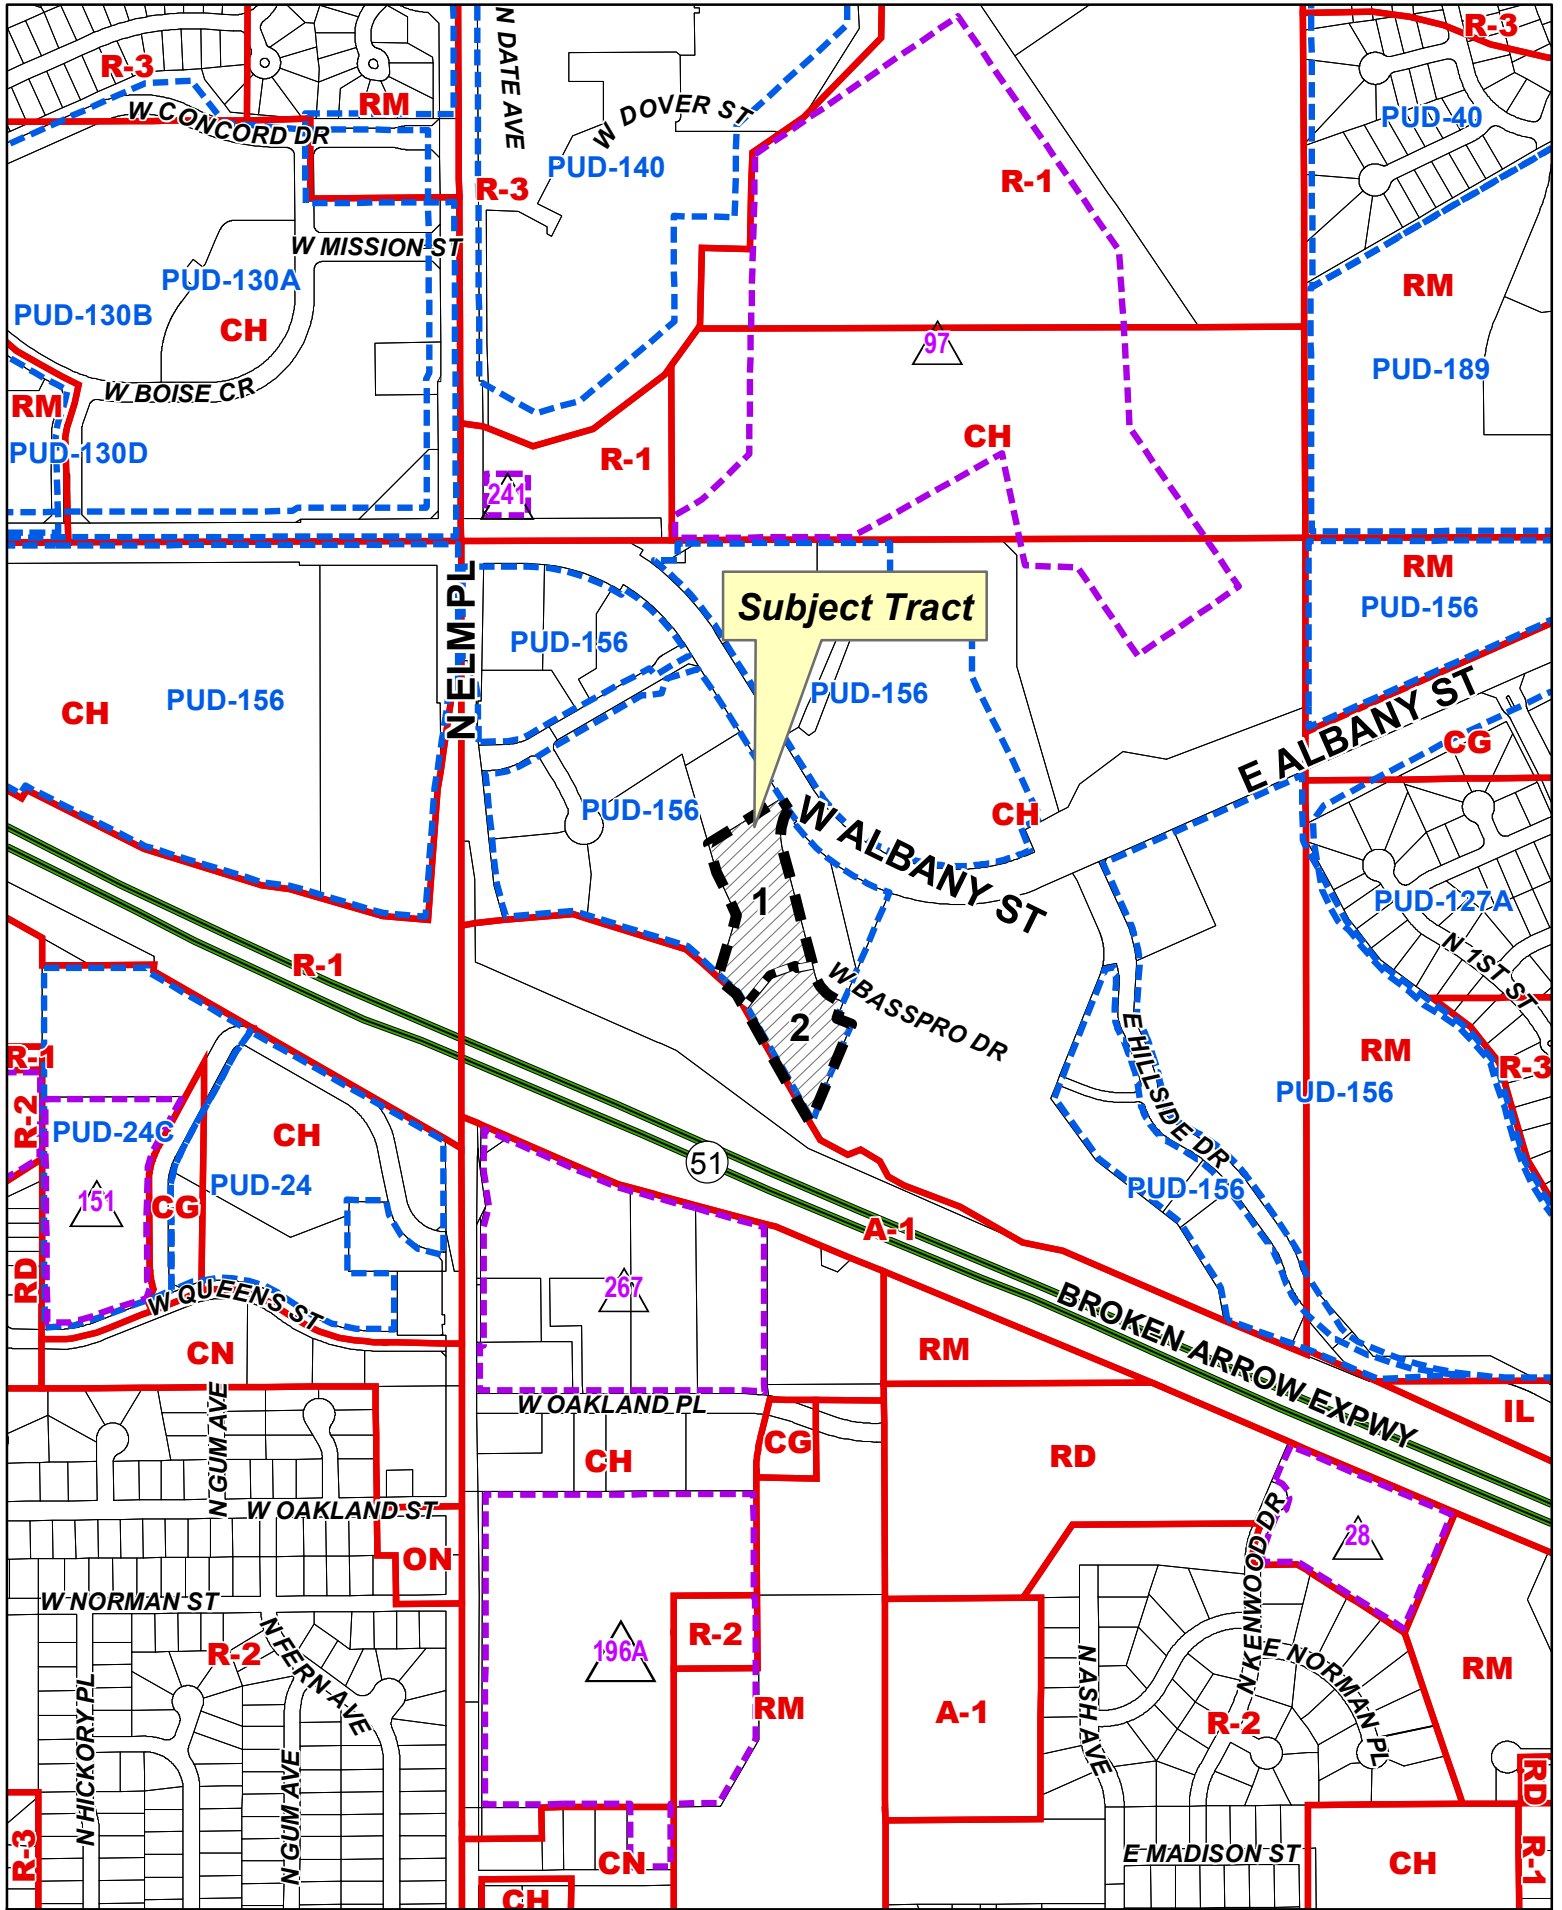 R-3
RM
N DATE AVE
R-3
W CONCORD DR
W DOVER ST
PUD-40
PUD-140
R-3
R-1
W MISSION ST
PUD-130A
PUD-130B
CH
RM
97
PUD-189
W BOISE CR
RM
PUD-130D
CH
R-1
241
RM
PUD-156
Subject Tract
N ELM PL
PUD-156
PUD-156
PUD-156
CH
E ALBANY ST
CG
PUD-156
CH
W ALBANY ST
1
PUD-127A
N 1ST ST
R-1
W BASSPRO DR
2
E HILLSIDE DR
RM
R-1
R-3
PUD-156
R-2
PUD-24C
CH
51
PUD-24
PUD-156
151
CG
A-1
RD
267
W QUEENS ST
BROKEN ARROW EXPWY
CN
RM
W OAKLAND PL
IL
N GUM AVE
CG
CH
RD
W OAKLAND ST
N KENWOOD DR
28
ON
W NORMAN ST
R-2
N FERN AVE
196A
R-2
E NORMAN PL
RM
N HICKORY PL
RM
A-1
N ASH AVE
R-2
N GUM AVE
RD
R-3
CN
E MADISON ST
CH
R-1
CH